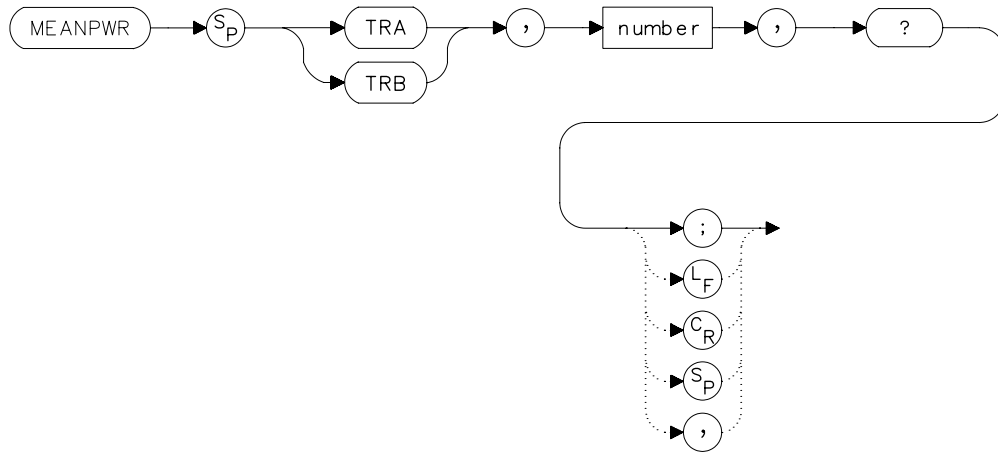 MEANPWR SP TRA , number , ?
TRB
;
LF
CR
SP
,